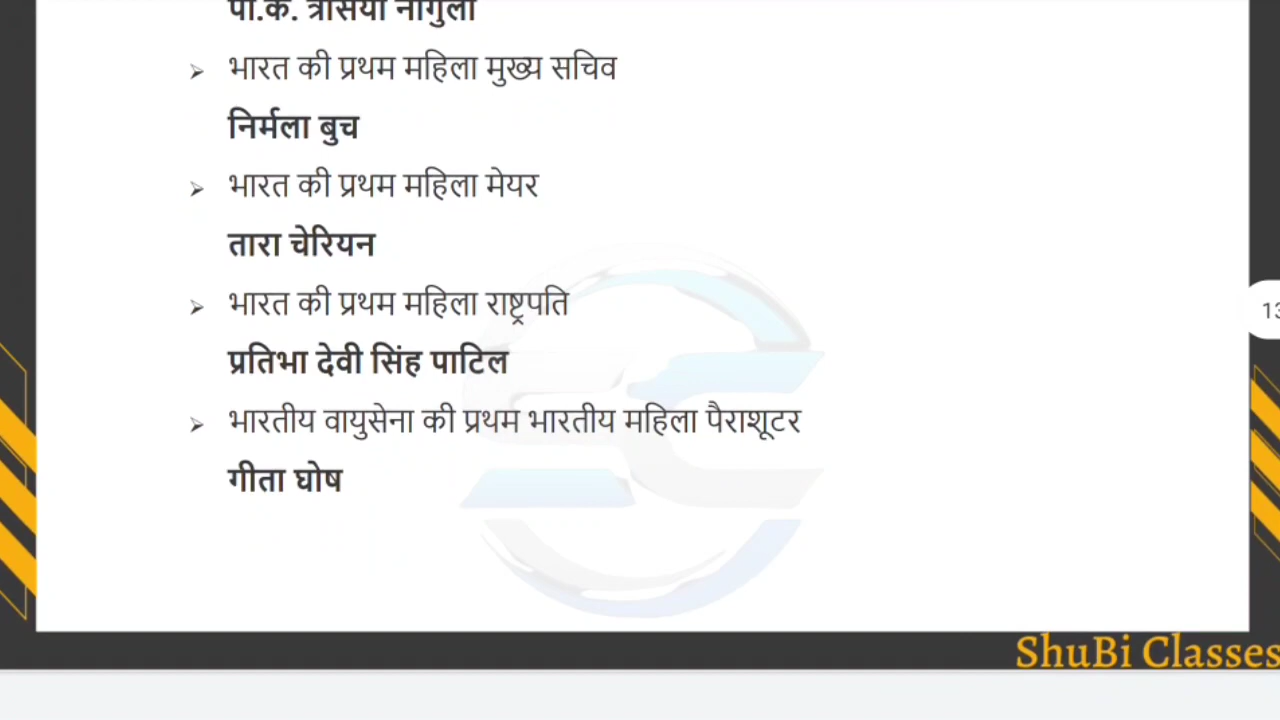 पी.के. त्रेसिया नांगुली
➢ भारत की प्रथम महिला मुख्य सचिव
निर्मला बुच
➢ भारत की प्रथम महिला मेयर
तारा चेरियन
➢ भारत की प्रथम महिला राष्ट्रपति
प्रतिभा देवी सिंह पाटिल
➢ भारतीय वायुसेना की प्रथम भारतीय महिला पैराशूटर
गीता घोष
13
ShuBi Classes